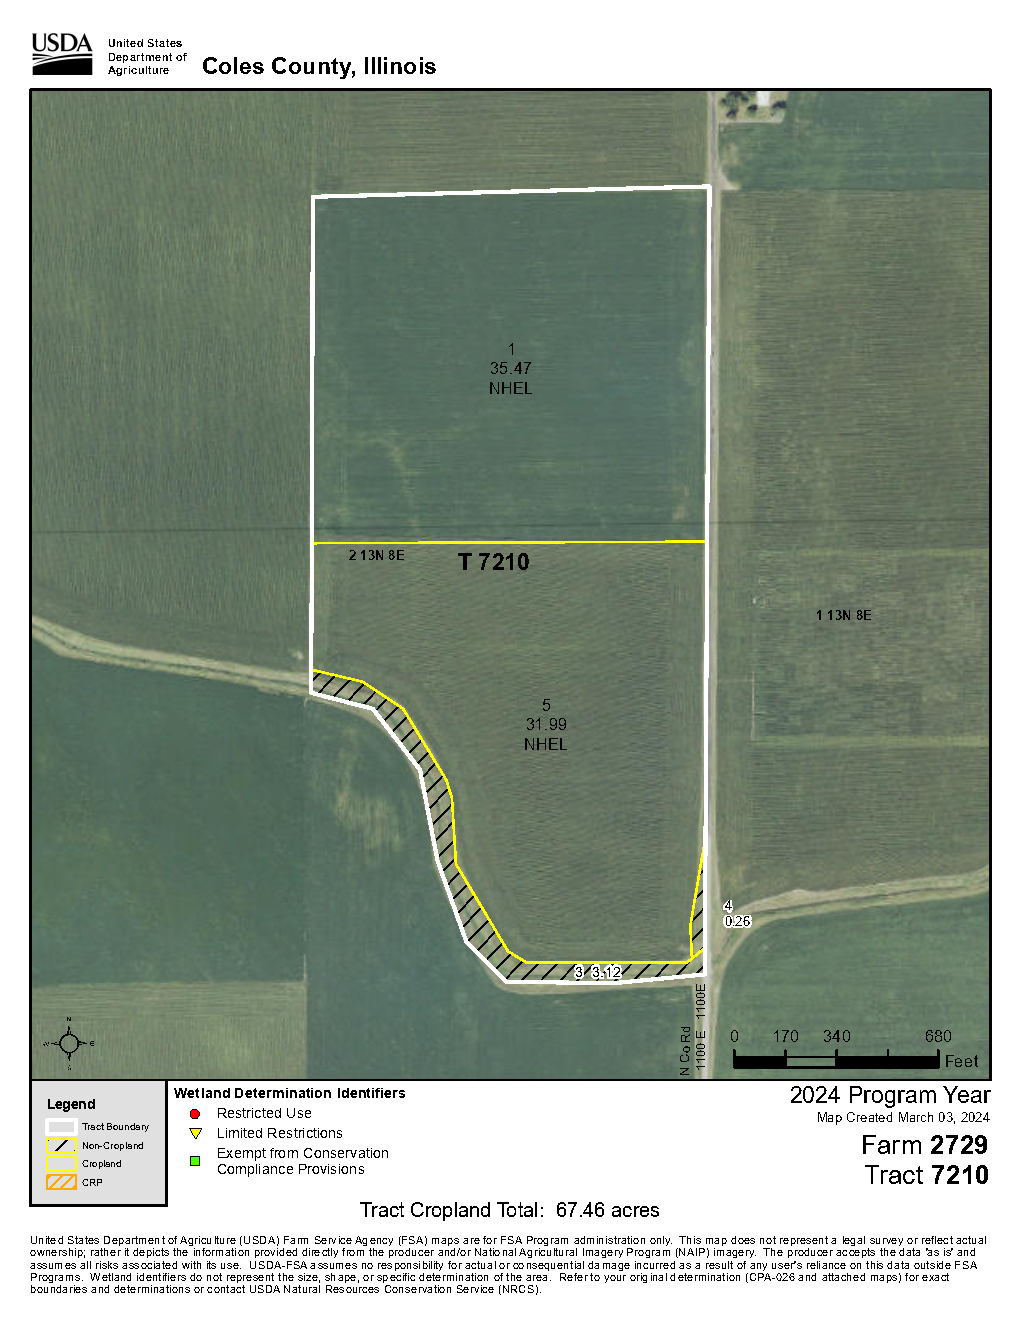 USDA
United States
Department of
Agriculture
Coles County, Illinois
1
35.47
NHEL
2 13N 8E
T 7210
1 13N 8E
5
31.99
NHEL
4
0.26
3 3.12
N Co Rd
1100 E 1100E
N
W E
S
0 170 340 680
Feet
Legend
Tract Boundary
Non-Cropland
Cropland
CRP
Wetland Determination Identifiers
Restricted Use
Limited Restrictions
Exempt from Conservation
Compliance Provisions
2024 Program Year
Map Created March 03, 2024
Farm 2729
Tract 7210
Tract Cropland Total: 67.46 acres
United States Department of Agriculture (USDA) Farm Service Agency (FSA) maps are for FSA Program administration only. This map does not represent a legal survey or reflect actual
ownership; rather it depicts the information provided directly from the producer and/or National Agricultural Imagery Program (NAIP) imagery. The producer accepts the data 'as is' and
assumes all risks associated with its use. USDA-FSA assumes no responsibility for actual or consequential damage incurred as a result of any user's reliance on this data outside FSA
Programs. Wetland identifiers do not represent the size, shape, or specific determination of the area. Refer to your original determination (CPA-026 and attached maps) for exact
boundaries and determinations or contact USDA Natural Resources Conservation Service (NRCS).